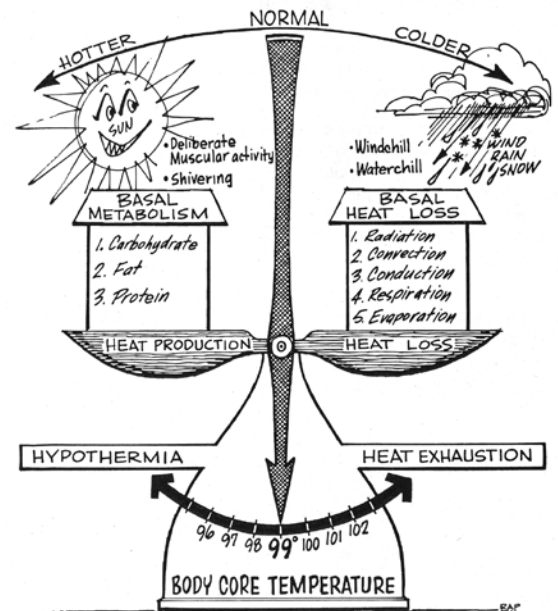 NORMAL
HOTTER
COLDER
SUN
• Deliberate
Muscular activity
• Shivering
• Windchill
• Waterchill
WIND
RAIN
SNOW
BASAL
METABOLISM
1. Carbohydrate
2. Fat
3. Protein
BASAL
HEAT LOSS
1. Radiation
2. Convection
3. Conduction
4. Respiration
5. Evaporation
HEAT PRODUCTION
HEAT LOSS
HYPOTHERMIA
HEAT EXHAUSTION
96 97 98 99° 100 101 102
BODY CORE TEMPERATURE
RAP